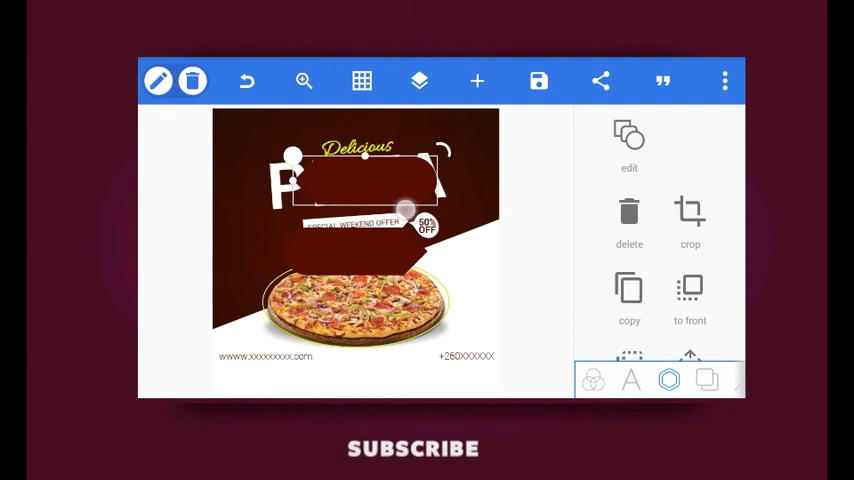 Delicious
P
SPECIAL WEEKEND OFFER
50%
OFF
wwww.xxxxxxxxx.com
+260XXXXXX
edit
delete
crop
copy
to front
A
SUBSCRIBE